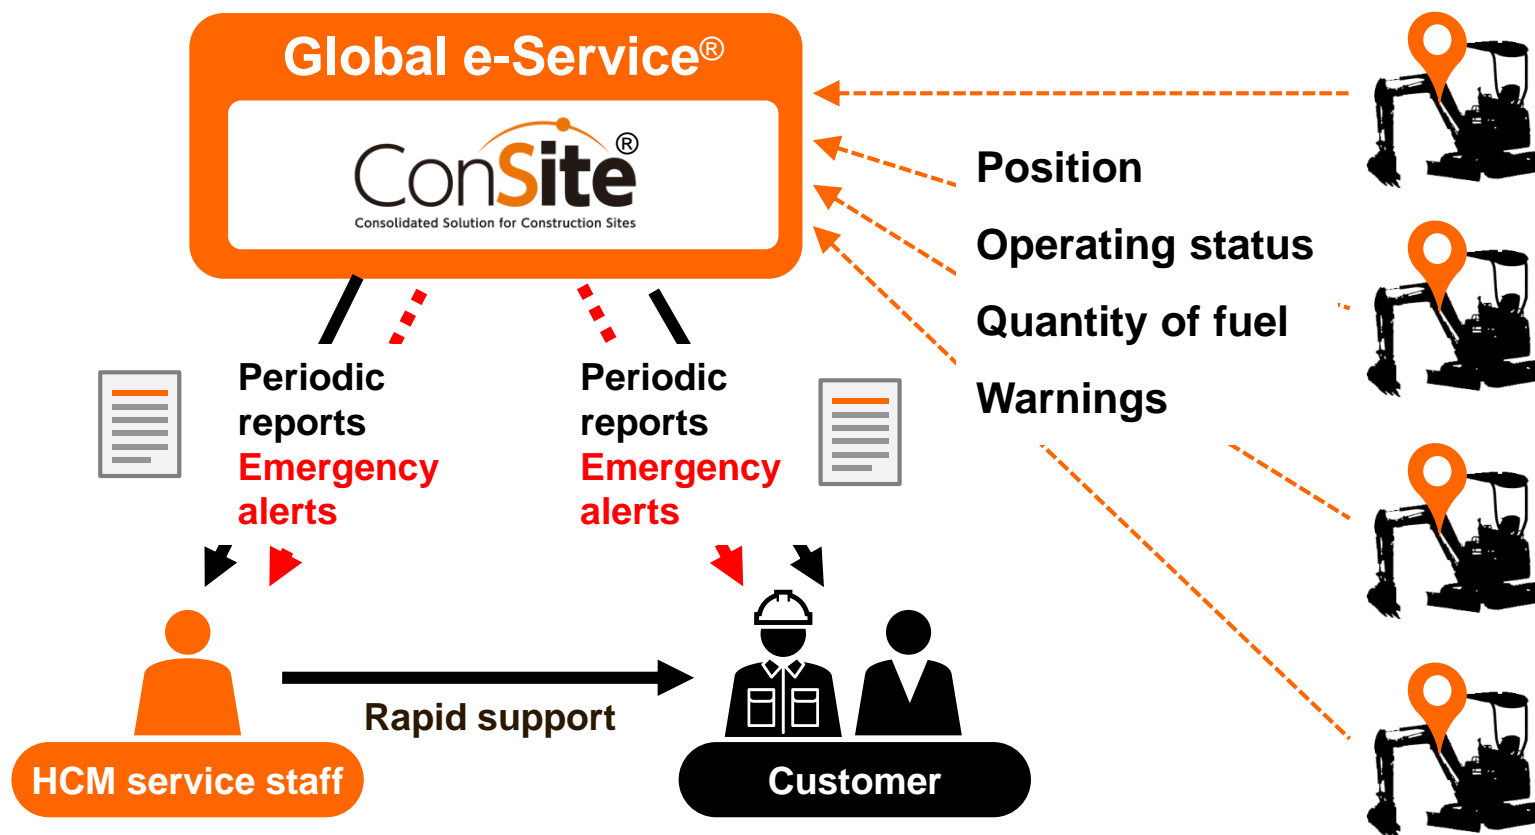 Global e-Service®
ConSite®
Consolidated Solution for Construction Sites
Position
Operating status
Quantity of fuel
Warnings
Periodic
reports
Emergency
alerts
Periodic
reports
Emergency
alerts
Rapid support
HCM service staff
Customer